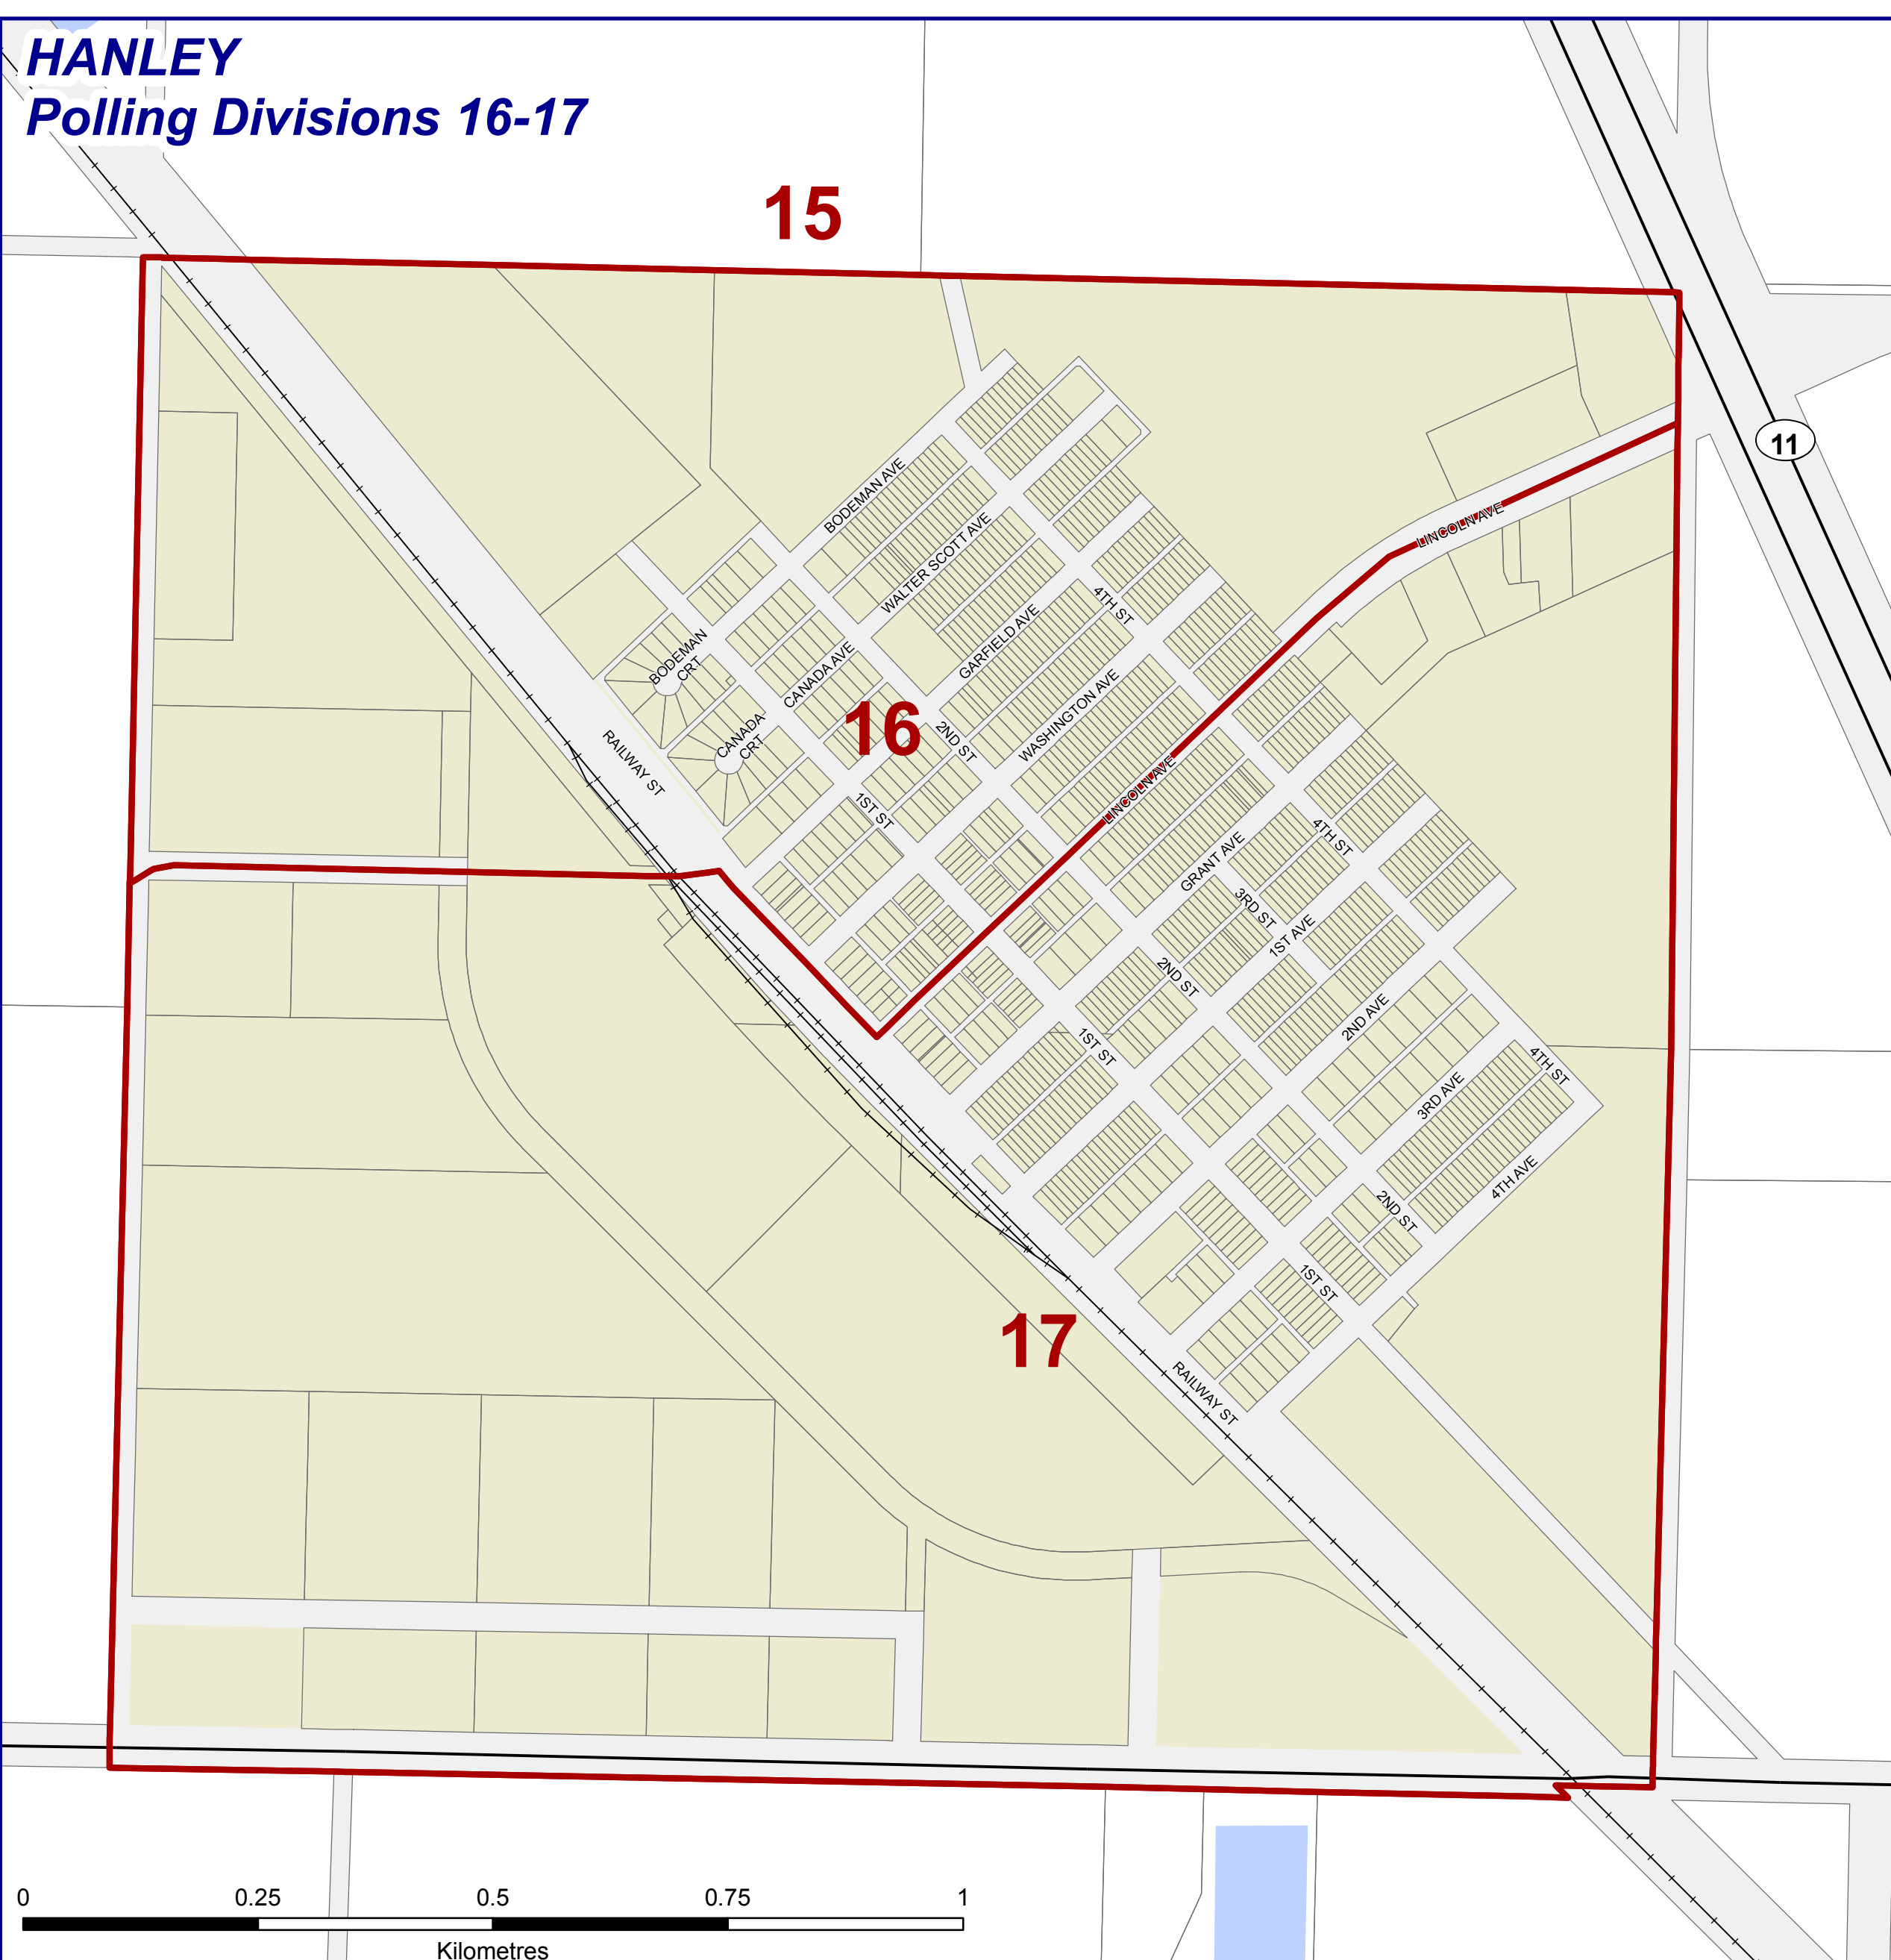 HANLEY
Polling Divisions 16-17
15
11
BODEMAN AVE
LINCOLN AVE
WALTER SCOTT AVE
4TH ST
GARFIELD AVE
BODEMAN
CRT
CANADA AVE
WASHINGTON AVE
16
2ND ST
CANADA
CRT
RAILWAY ST
LINCOLN AVE
1ST ST
4TH ST
GRANT AVE
3RD ST
1ST AVE
2ND ST
2ND AVE
1ST ST
4TH ST
3RD AVE
4TH AVE
2ND ST
1ST ST
17
RAILWAY ST
0 0.25 0.5 0.75 1
Kilometres